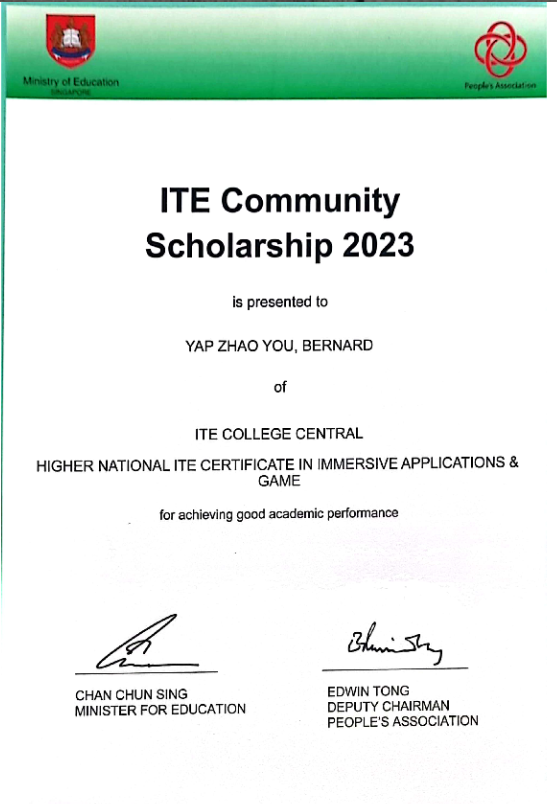 Ministry of Education
SINGAPORE
People's Association
ITE Community
Scholarship 2023
is presented to
YAP ZHAO YOU, BERNARD
of
ITE COLLEGE CENTRAL
HIGHER NATIONAL ITE CERTIFICATE IN IMMERSIVE APPLICATIONS &
GAME
for achieving good academic performance
CHAN CHUN SING
MINISTER FOR EDUCATION
EDWIN TONG
DEPUTY CHAIRMAN
PEOPLE'S ASSOCIATION